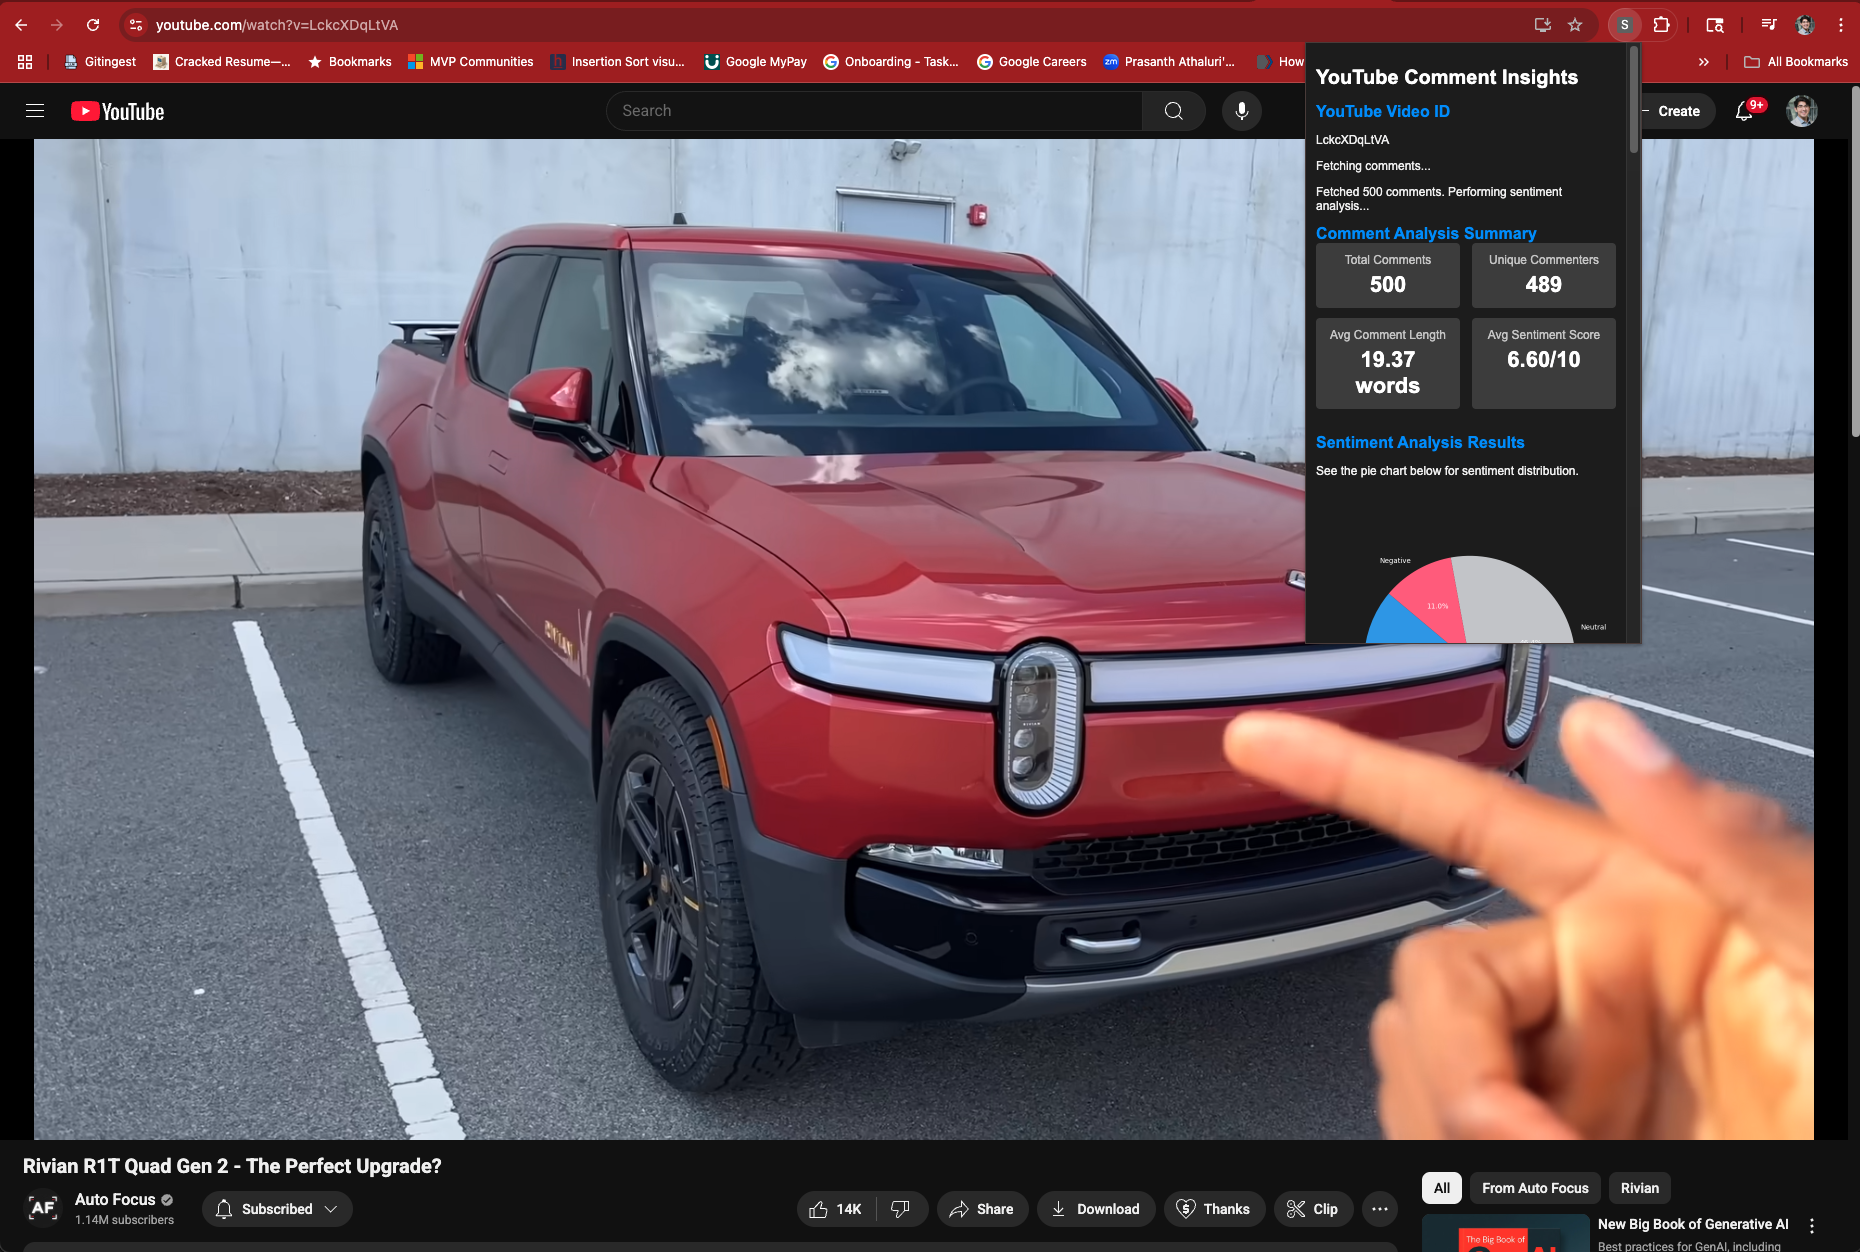 youtube.com/watch?v=LckcXDqLtVA
S
Gitingest
Cracked Resume—...
Bookmarks
MVP Communities
Insertion Sort visu...
Google MyPay
Onboarding - Task...
Google Careers
zm
Prasanth Athaluri'...
How
All Bookmarks
YouTube
Search
Create
9+
YouTube Comment Insights
YouTube Video ID
LckcXDqLtVA
Fetching comments...
Fetched 500 comments. Performing sentiment
analysis...
Comment Analysis Summary
Total Comments
500
Unique Commenters
489
Avg Comment Length
19.37
words
Avg Sentiment Score
6.60/10
Sentiment Analysis Results
See the pie chart below for sentiment distribution.
Negative
11.0%
Neutral
RIVIAN
Rivian R1T Quad Gen 2 - The Perfect Upgrade?
AF
Auto Focus
1.14M subscribers
Subscribed
14K
Share
Download
Thanks
Clip
All
From Auto Focus
Rivian
The Big Book of
New Big Book of Generative AI
Best practices for GenAI, including